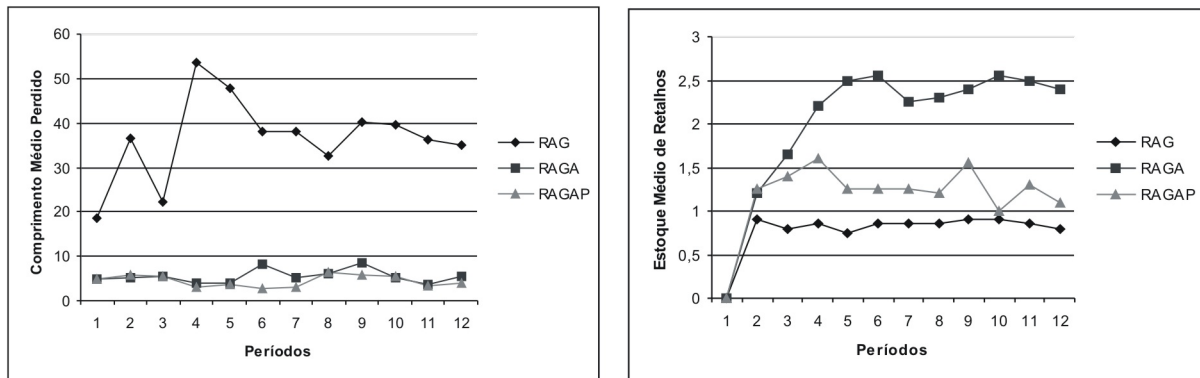 Comprimento Médio Perdido
60
50
40
30
20
10
0
1 2 3 4 5 6 7 8 9 10 11 12
Períodos
RAG
RAGA
RAGAP
Estoque Médio de Retalhos
3
2,5
2
1,5
1
0,5
0
1 2 3 4 5 6 7 8 9 10 11 12
Períodos
RAG
RAGA
RAGAP